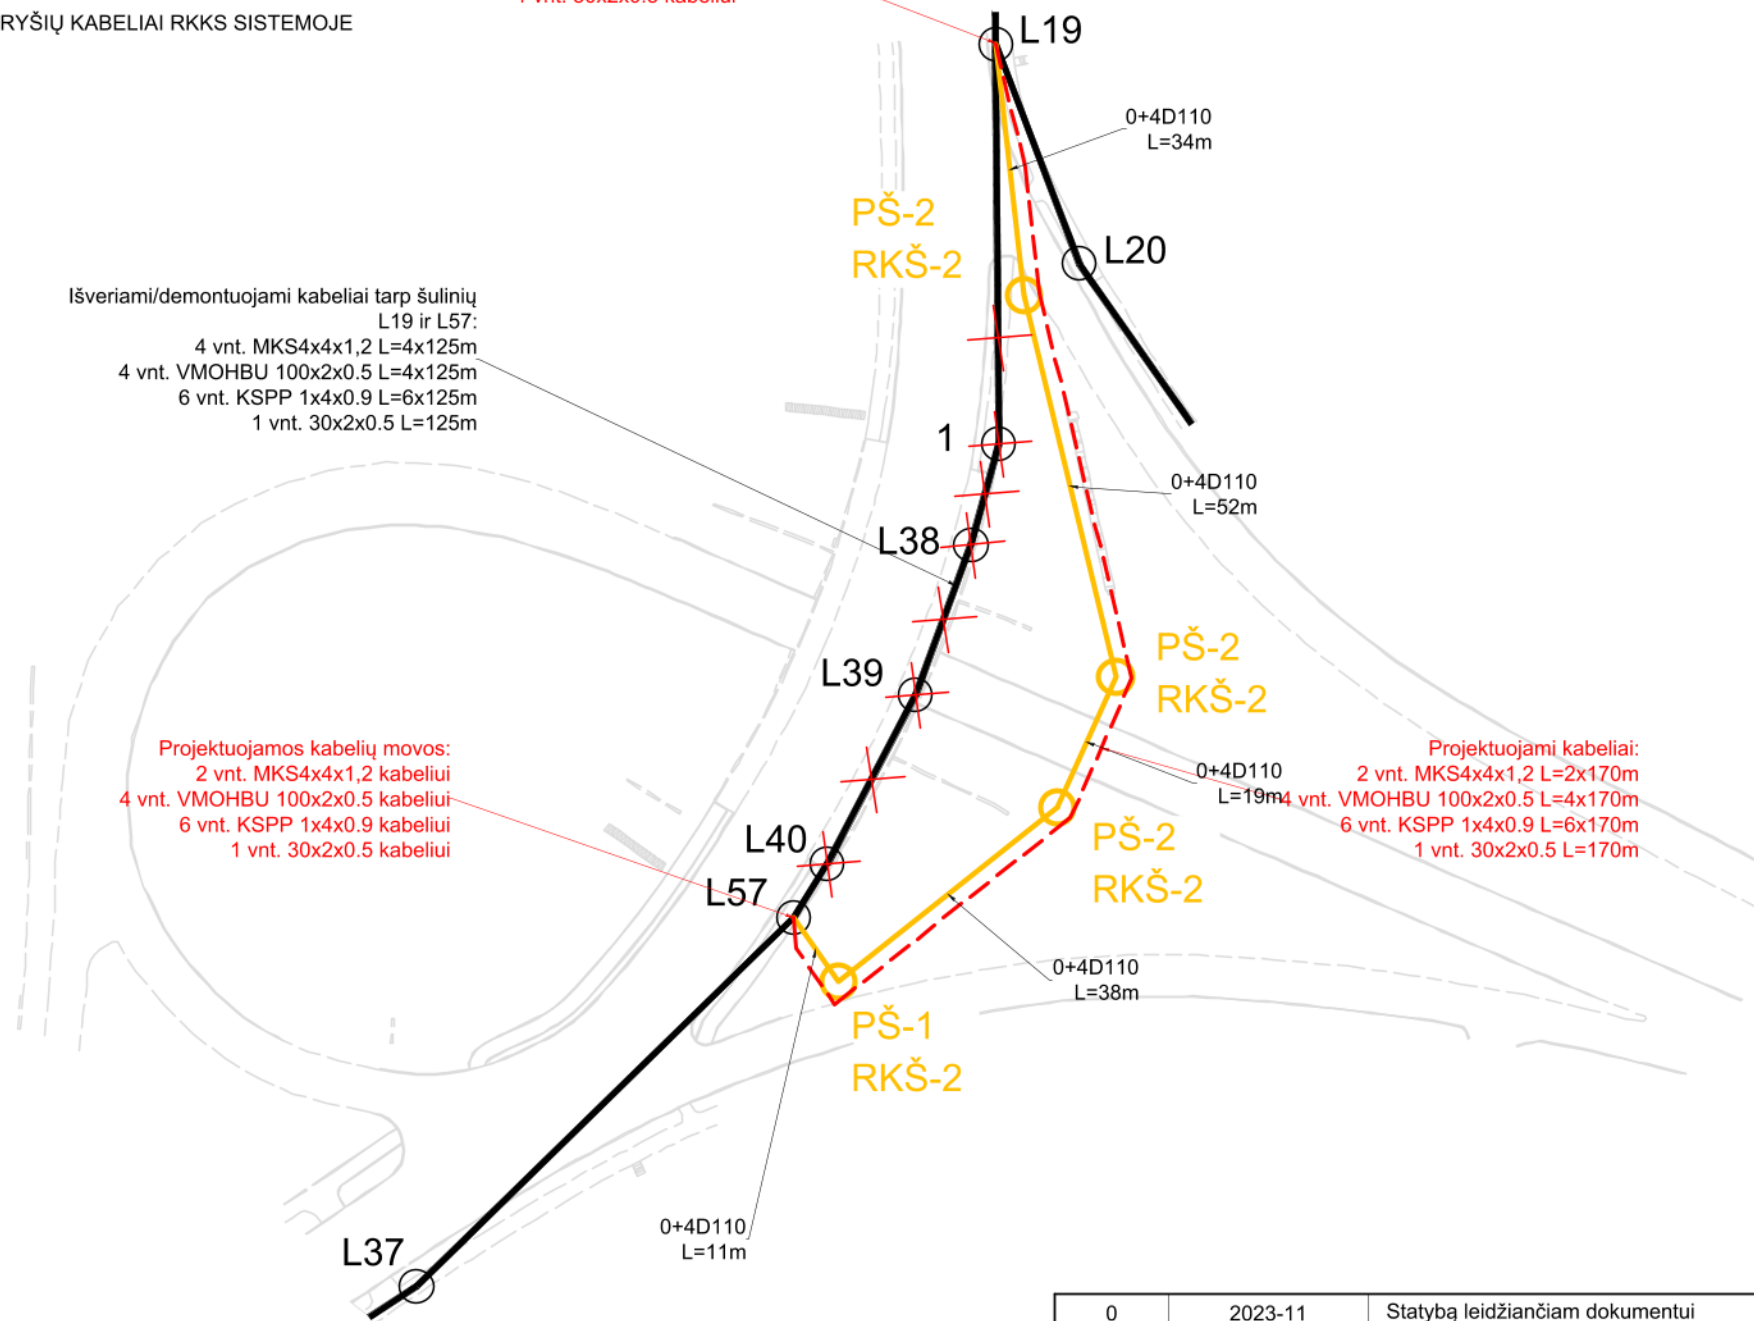 RYŠIŲ KABELIAI RKKS SISTEMOJE
L19
0+4D110
L=34m
PŠ-2
RKŠ-2
L20
Išveriami/demontuojami kabeliai tarp šulinių
L19 ir L57:
4 vnt. MKS4x4x1,2 L=4x125m
4 vnt. VMOHBU 100x2x0.5 L=4x125m
6 vnt. KSPP 1x4x0.9 L=6x125m
1 vnt. 30x2x0.5 L=125m
1
0+4D110
L=52m
L38
L39
PŠ-2
RKŠ-2
Projektuojamos kabelių movos:
2 vnt. MKS4x4x1,2 kabeliui
4 vnt. VMOHBU 100x2x0.5 kabeliui
6 vnt. KSPP 1x4x0.9 kabeliui
1 vnt. 30x2x0.5 kabeliui
0+4D110
L=19m
Projektuojami kabeliai:
2 vnt. MKS4x4x1,2 L=2x170m
4 vnt. VMOHBU 100x2x0.5 L=4x170m
6 vnt. KSPP 1x4x0.9 L=6x170m
1 vnt. 30x2x0.5 L=170m
L40
PŠ-2
RKŠ-2
L57
0+4D110
L=38m
PŠ-1
RKŠ-2
0+4D110
L=11m
L37
0 2023-11 Statybą leidžiančiam dokumentui